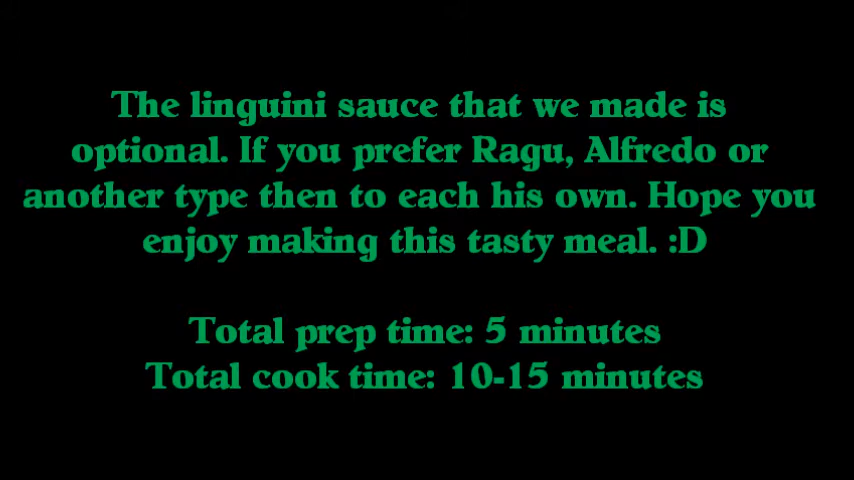 The linguini sauce that we made is
optional. If you prefer Ragu, Alfredo or
another type then to each his own. Hope you
enjoy making this tasty meal. :D
Total prep time: 5 minutes
Total cook time: 10-15 minutes